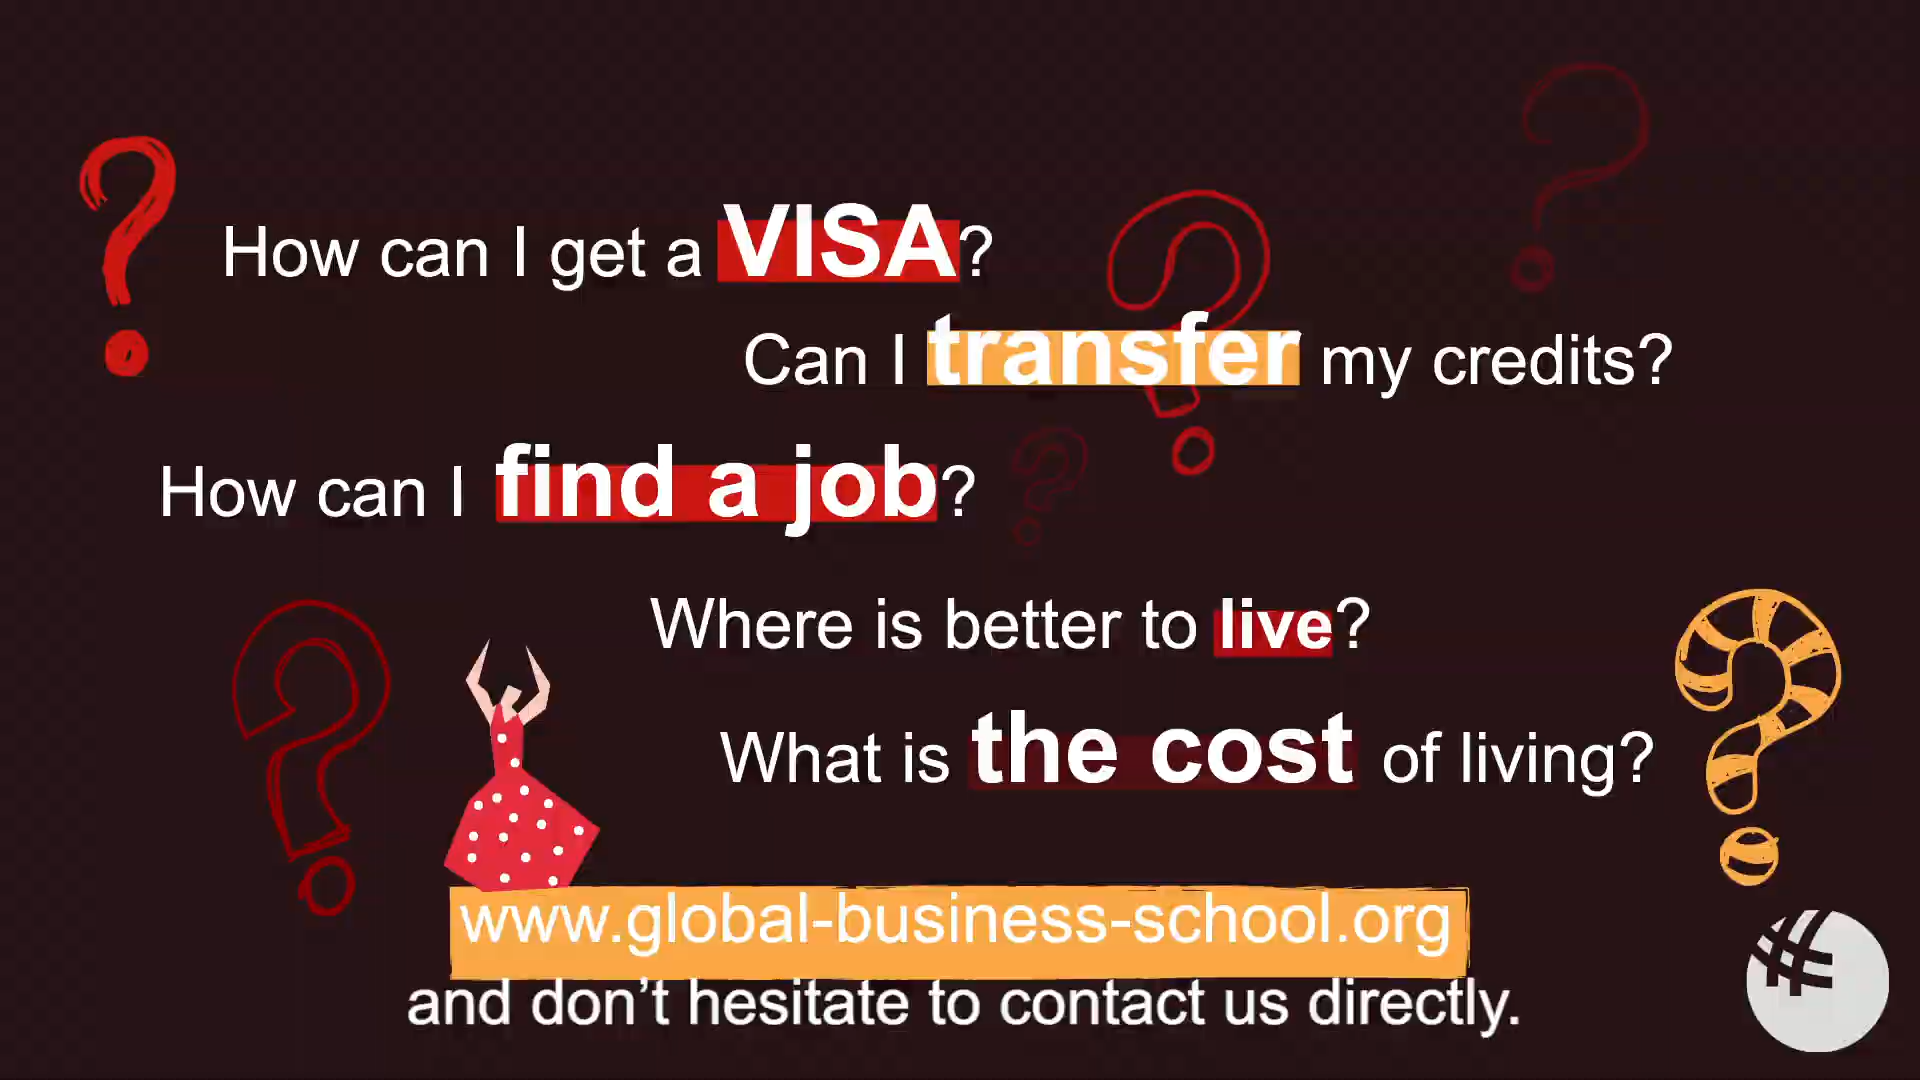 How can I get a VISA?
Can I transfer my credits?
How can I find a job?
Where is better to live?
What is the cost of living?
www.global-business-school.org
and don’t hesitate to contact us directly.